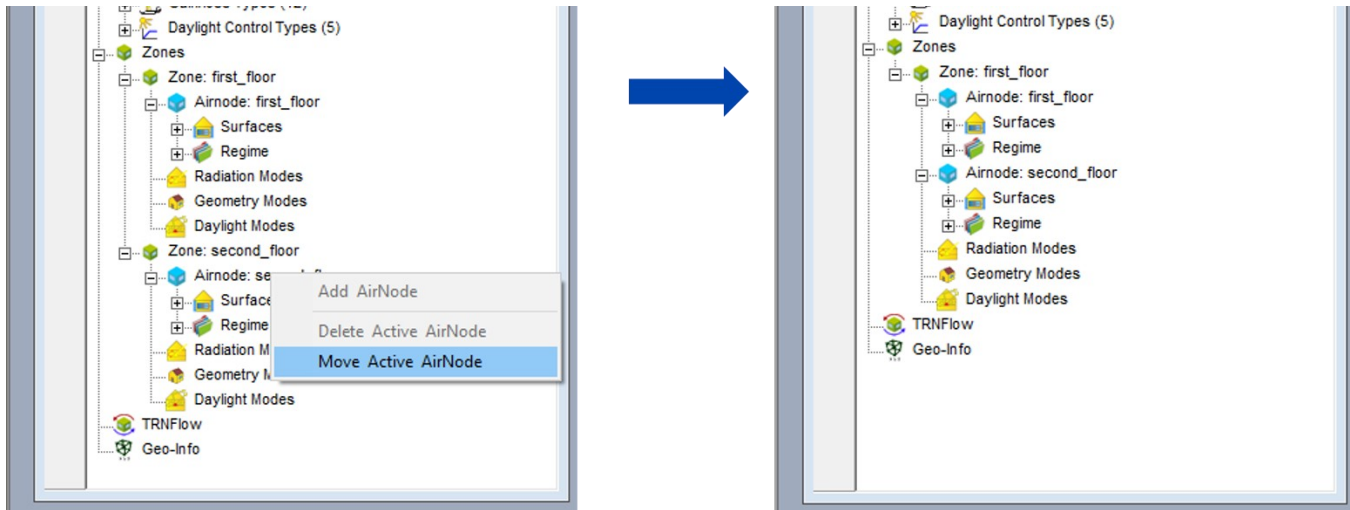 Daylight Control Types (5)
Zones
Zone: first_floor
Airnode: first_floor
Surfaces
Regime
Radiation Modes
Geometry Modes
Daylight Modes
Zone: second_floor
Airnode:
Add AirNode
Delete Active AirNode
Regime
Radiation
Move Active AirNode
Geometry
Daylight Modes
TRNFlow
Geo-Info
Daylight Control Types (5)
Zones
Zone: first_floor
Airnode: first_floor
Surfaces
Regime
Airnode: second_floor
Surfaces
Regime
Radiation Modes
Geometry Modes
Daylight Modes
TRNFlow
Geo-Info